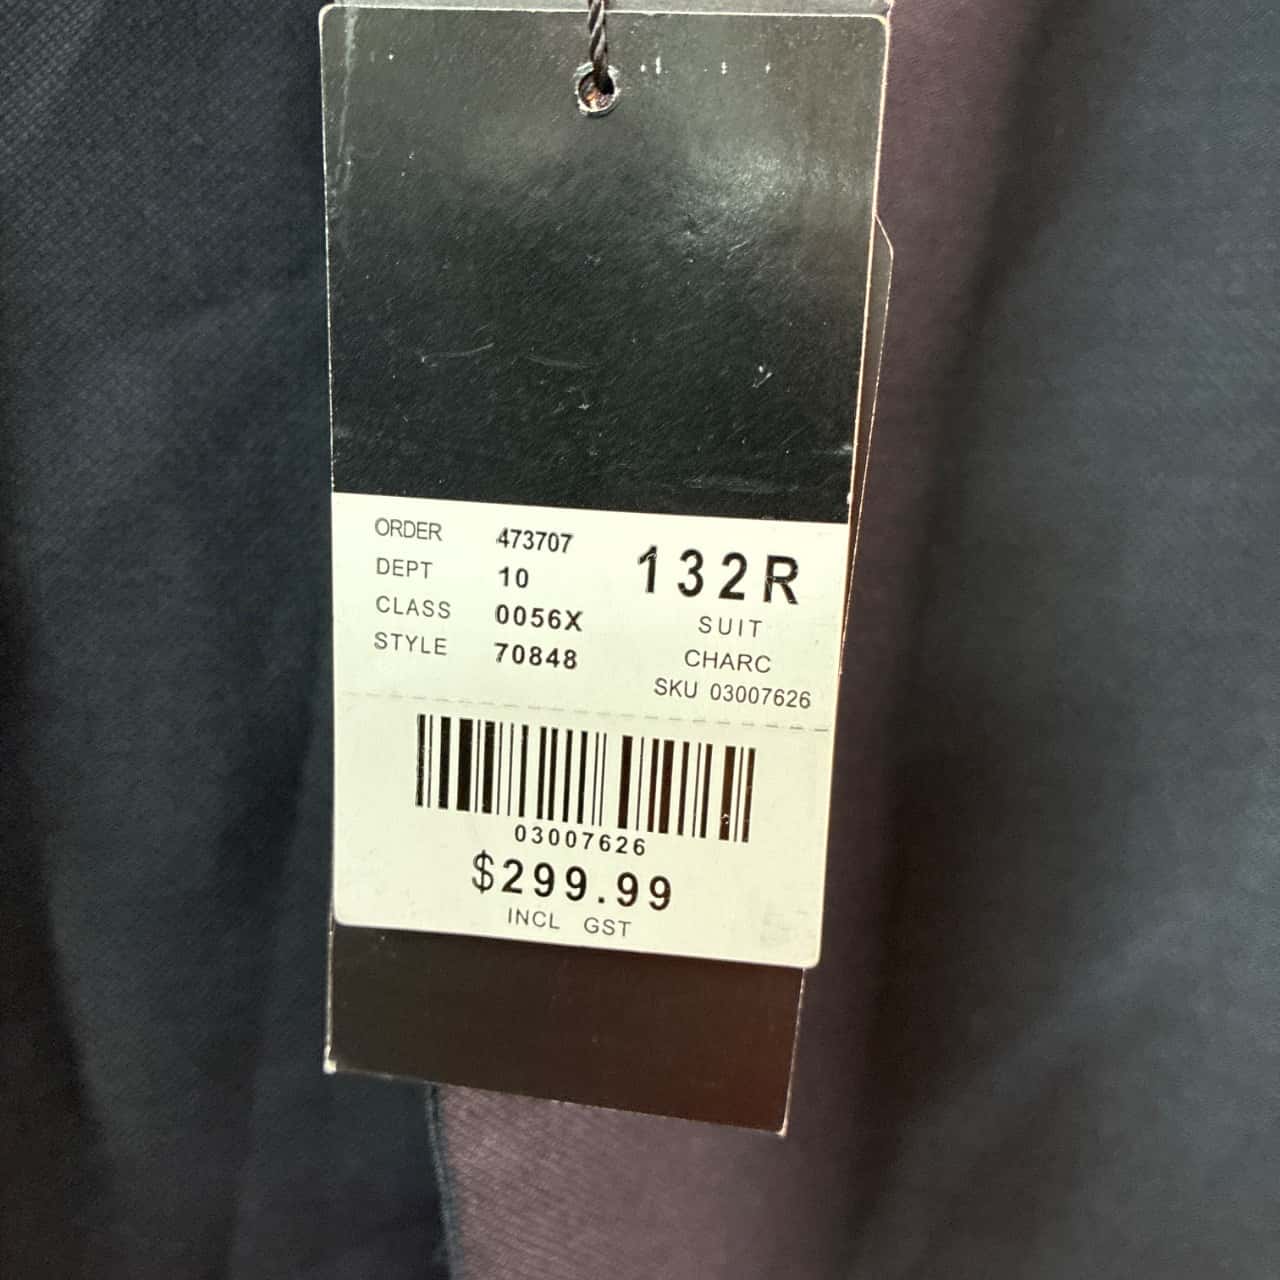 ORDER 473707
DEPT 10
CLASS 0056X
STYLE 70848
132R
SUIT
CHARC
SKU 03007626
03007626
$299.99
INCL GST